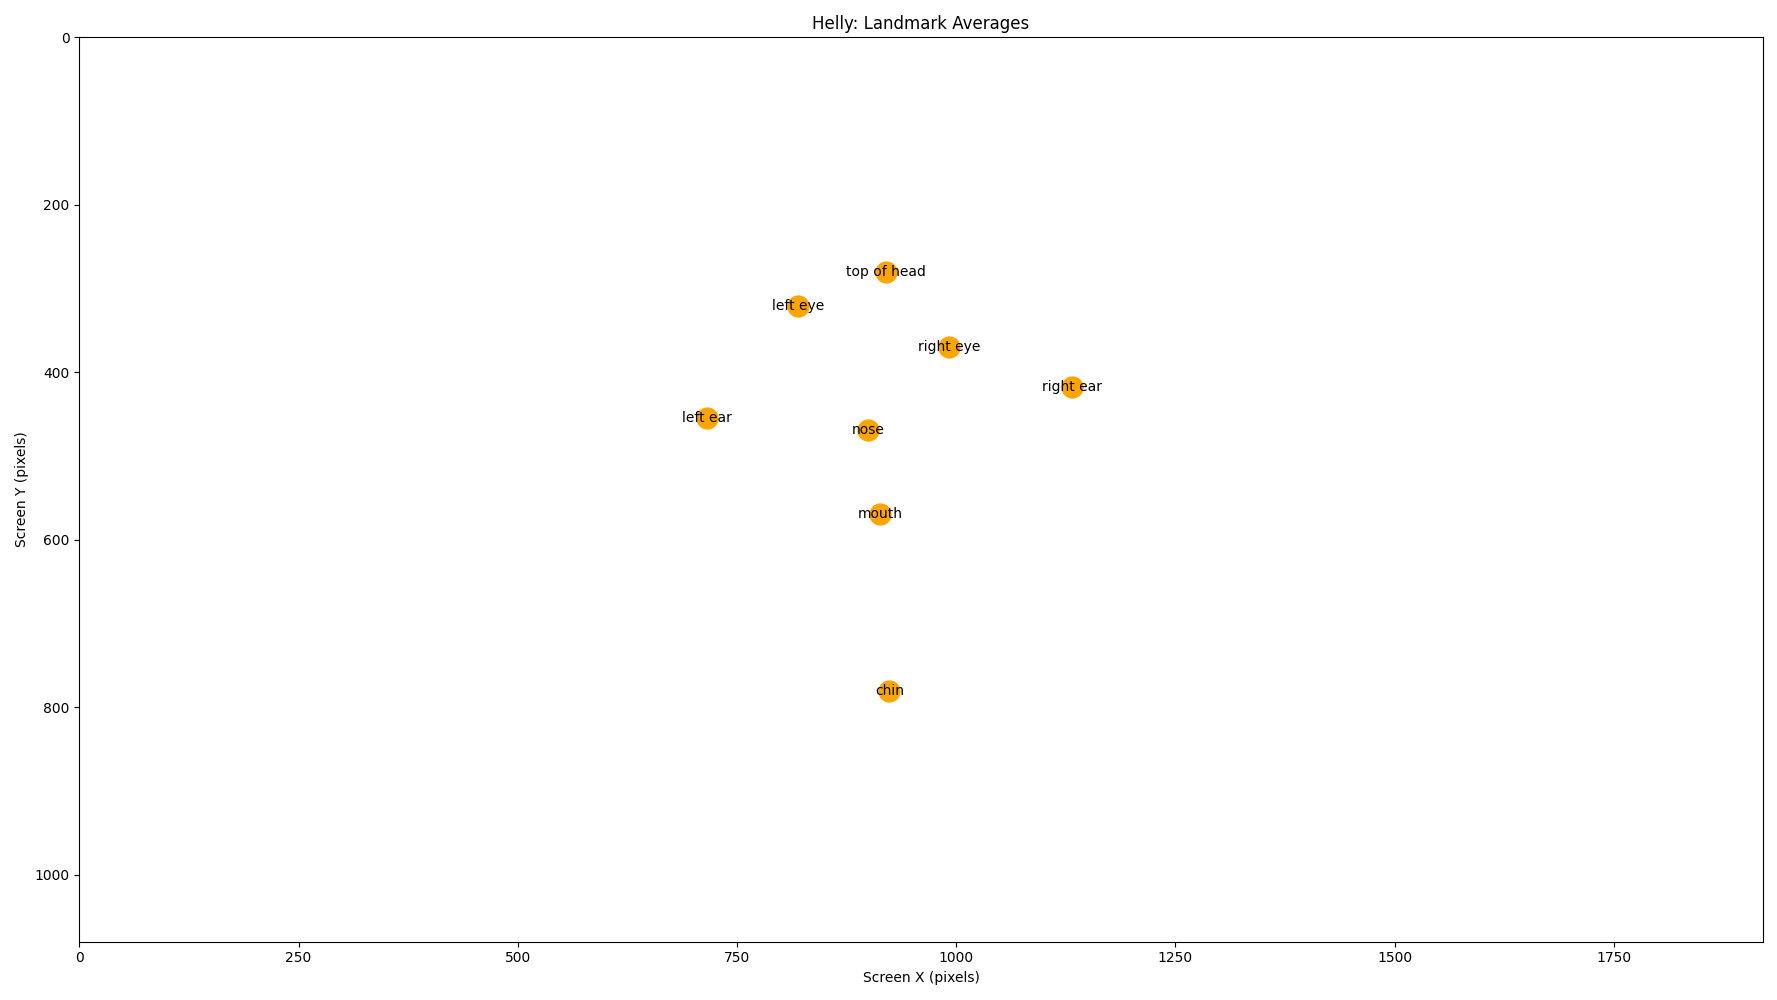 Helly: Landmark Averages
0
200
top of head
left eye
right eye
400
right ear
left ear
nose
Screen Y (pixels)
mouth
600
chin
800
1000
0 250 500 750 1000 1250 1500 1750
Screen X (pixels)